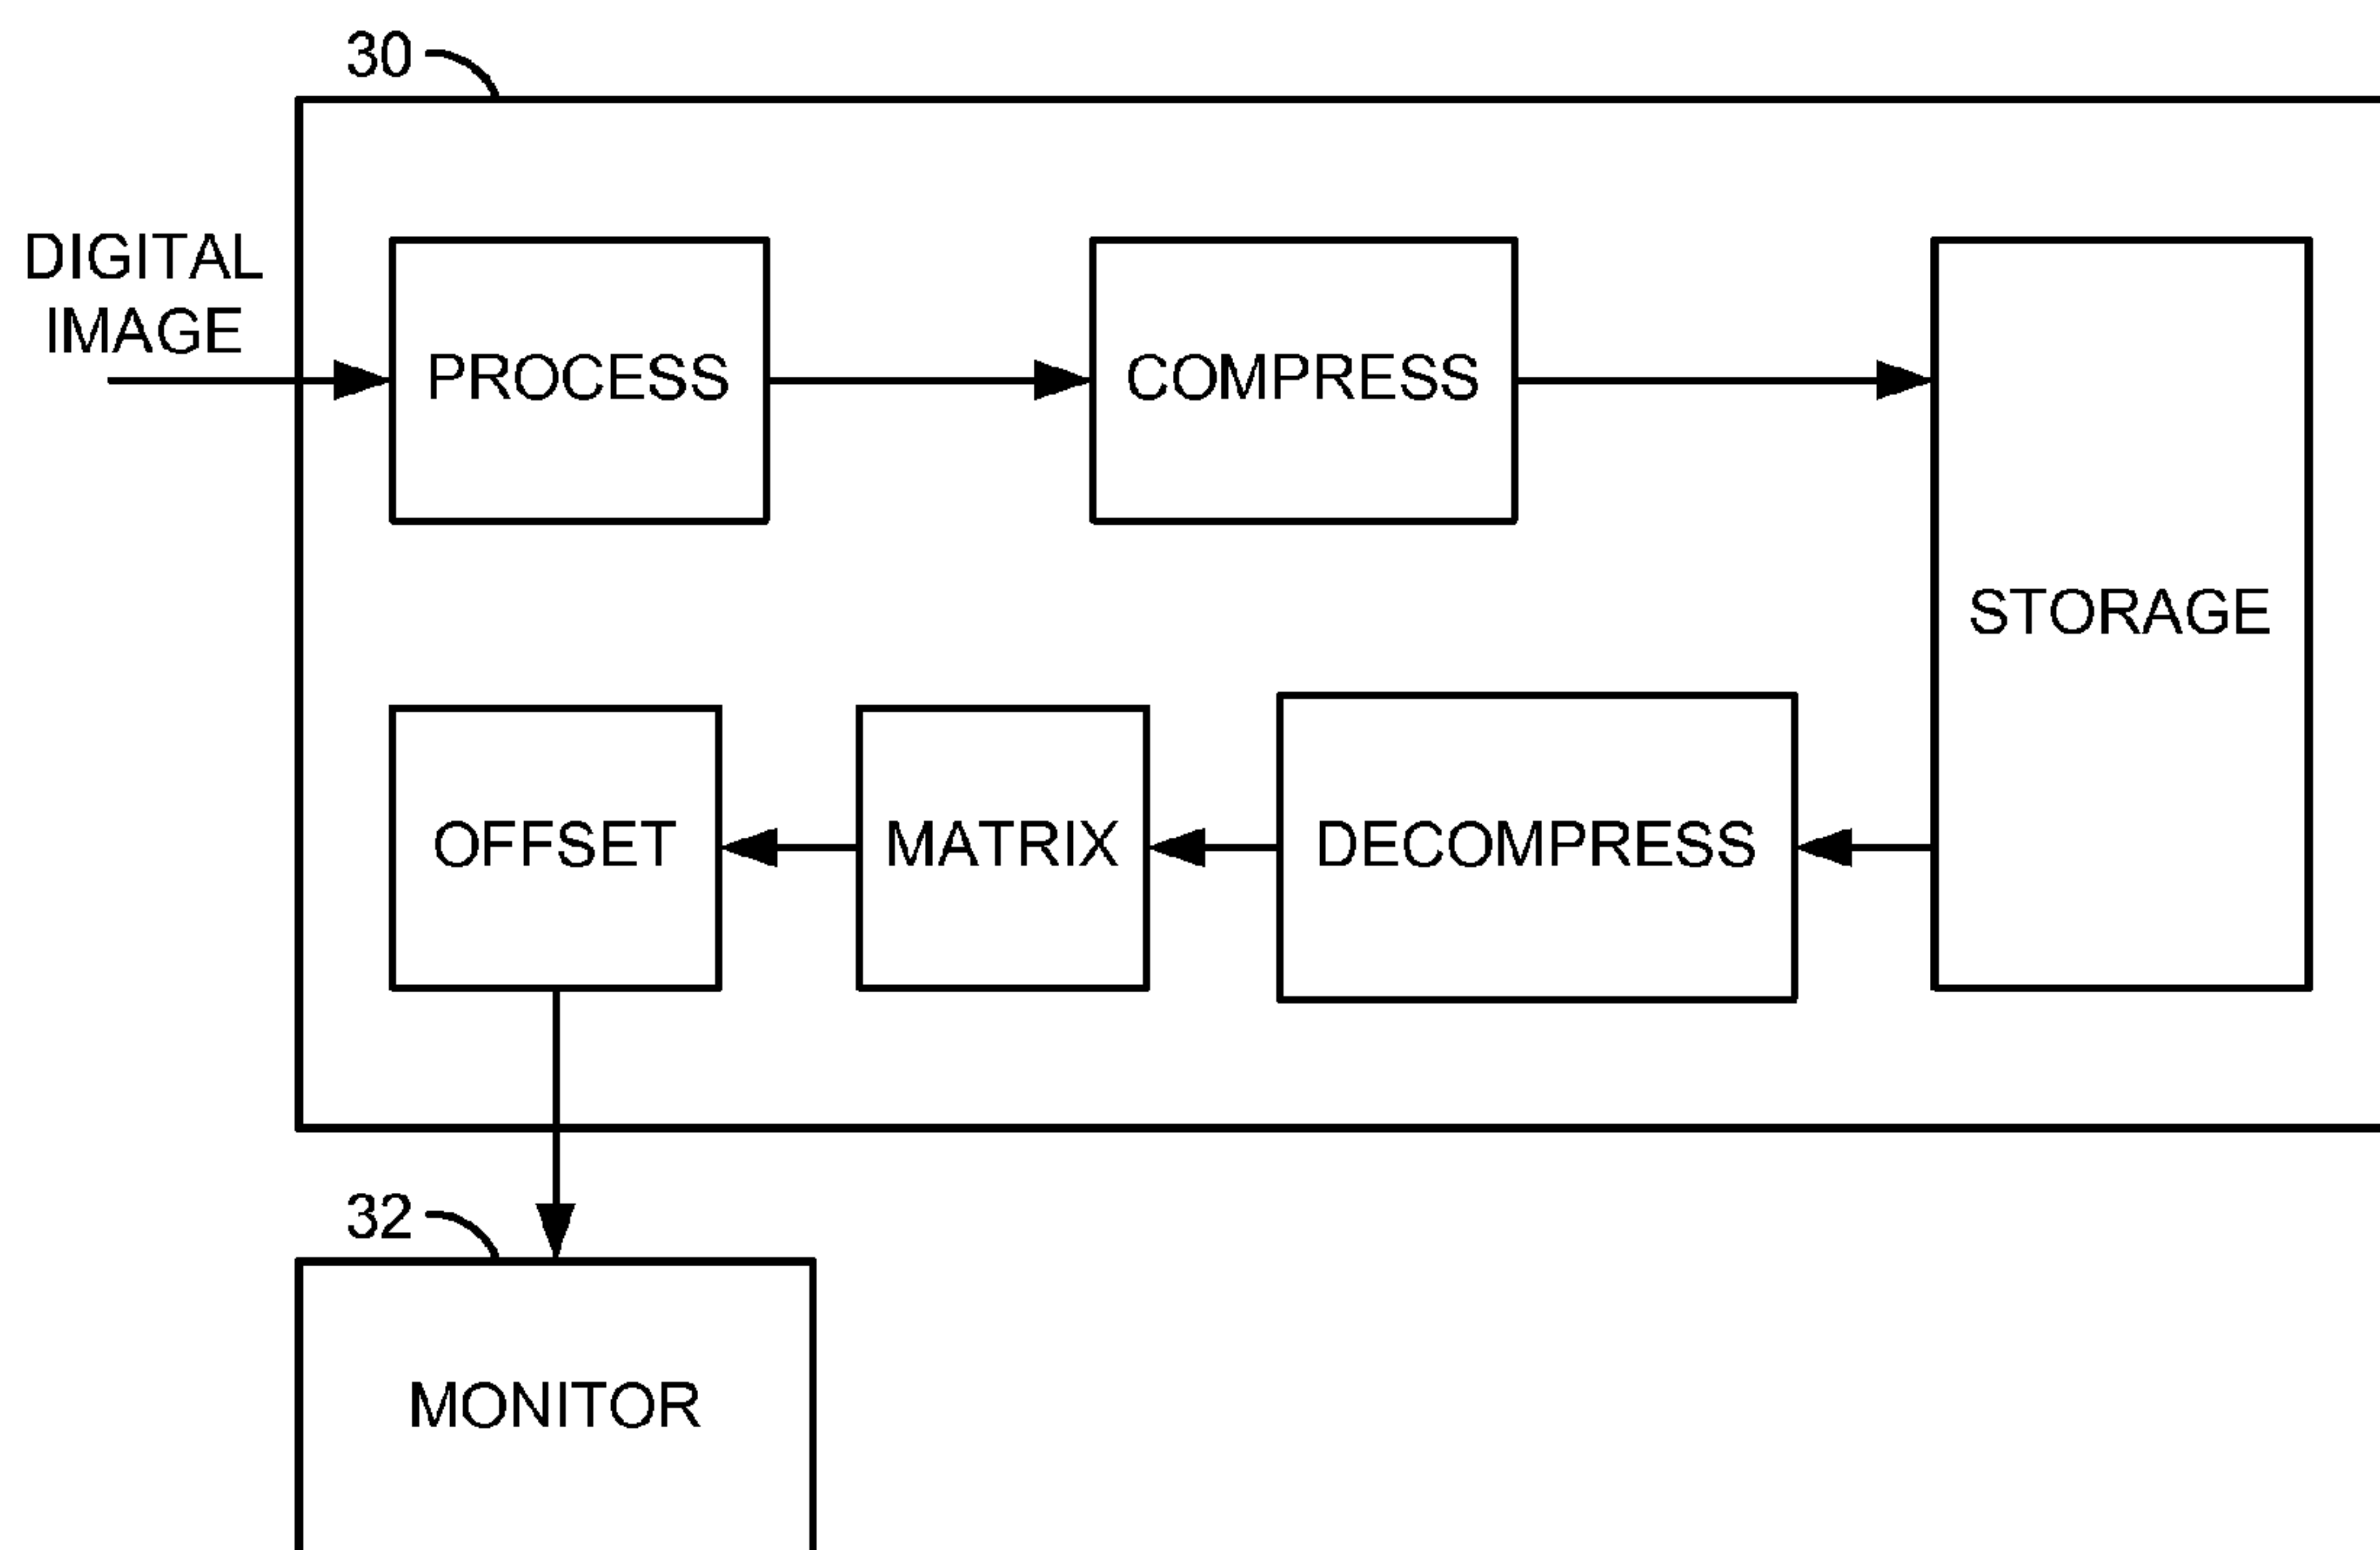 30
DIGITAL
IMAGE
PROCESS
COMPRESS
STORAGE
OFFSET
MATRIX
DECOMPRESS
32
MONITOR